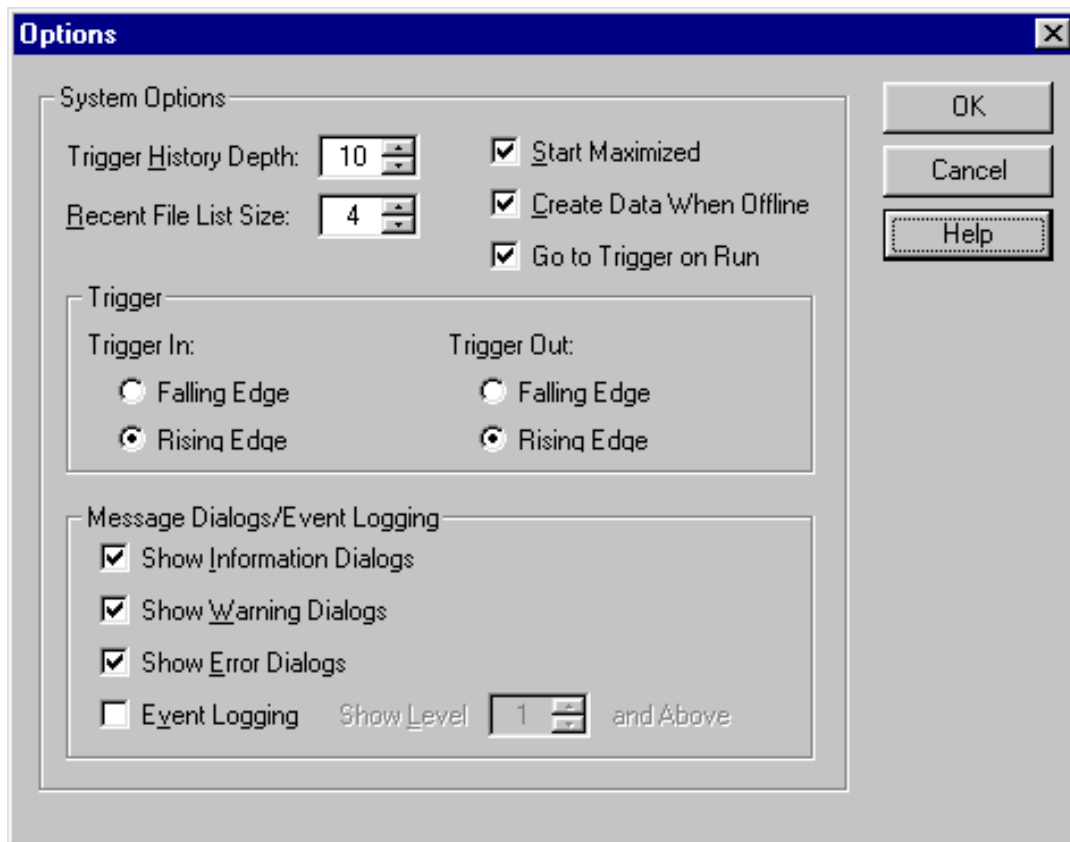 Options
System Options
Trigger History Depth: 10
Start Maximized
OK
Recent File List Size: 4
Create Data When Offline
Cancel
Go to Trigger on Run
Help
Trigger
Trigger In:
Trigger Out:
Falling Edge
Falling Edge
Rising Edge
Rising Edge
Message Dialogs/Event Logging
Show Information Dialogs
Show Warning Dialogs
Show Error Dialogs
Event Logging Show Level 1 and Above